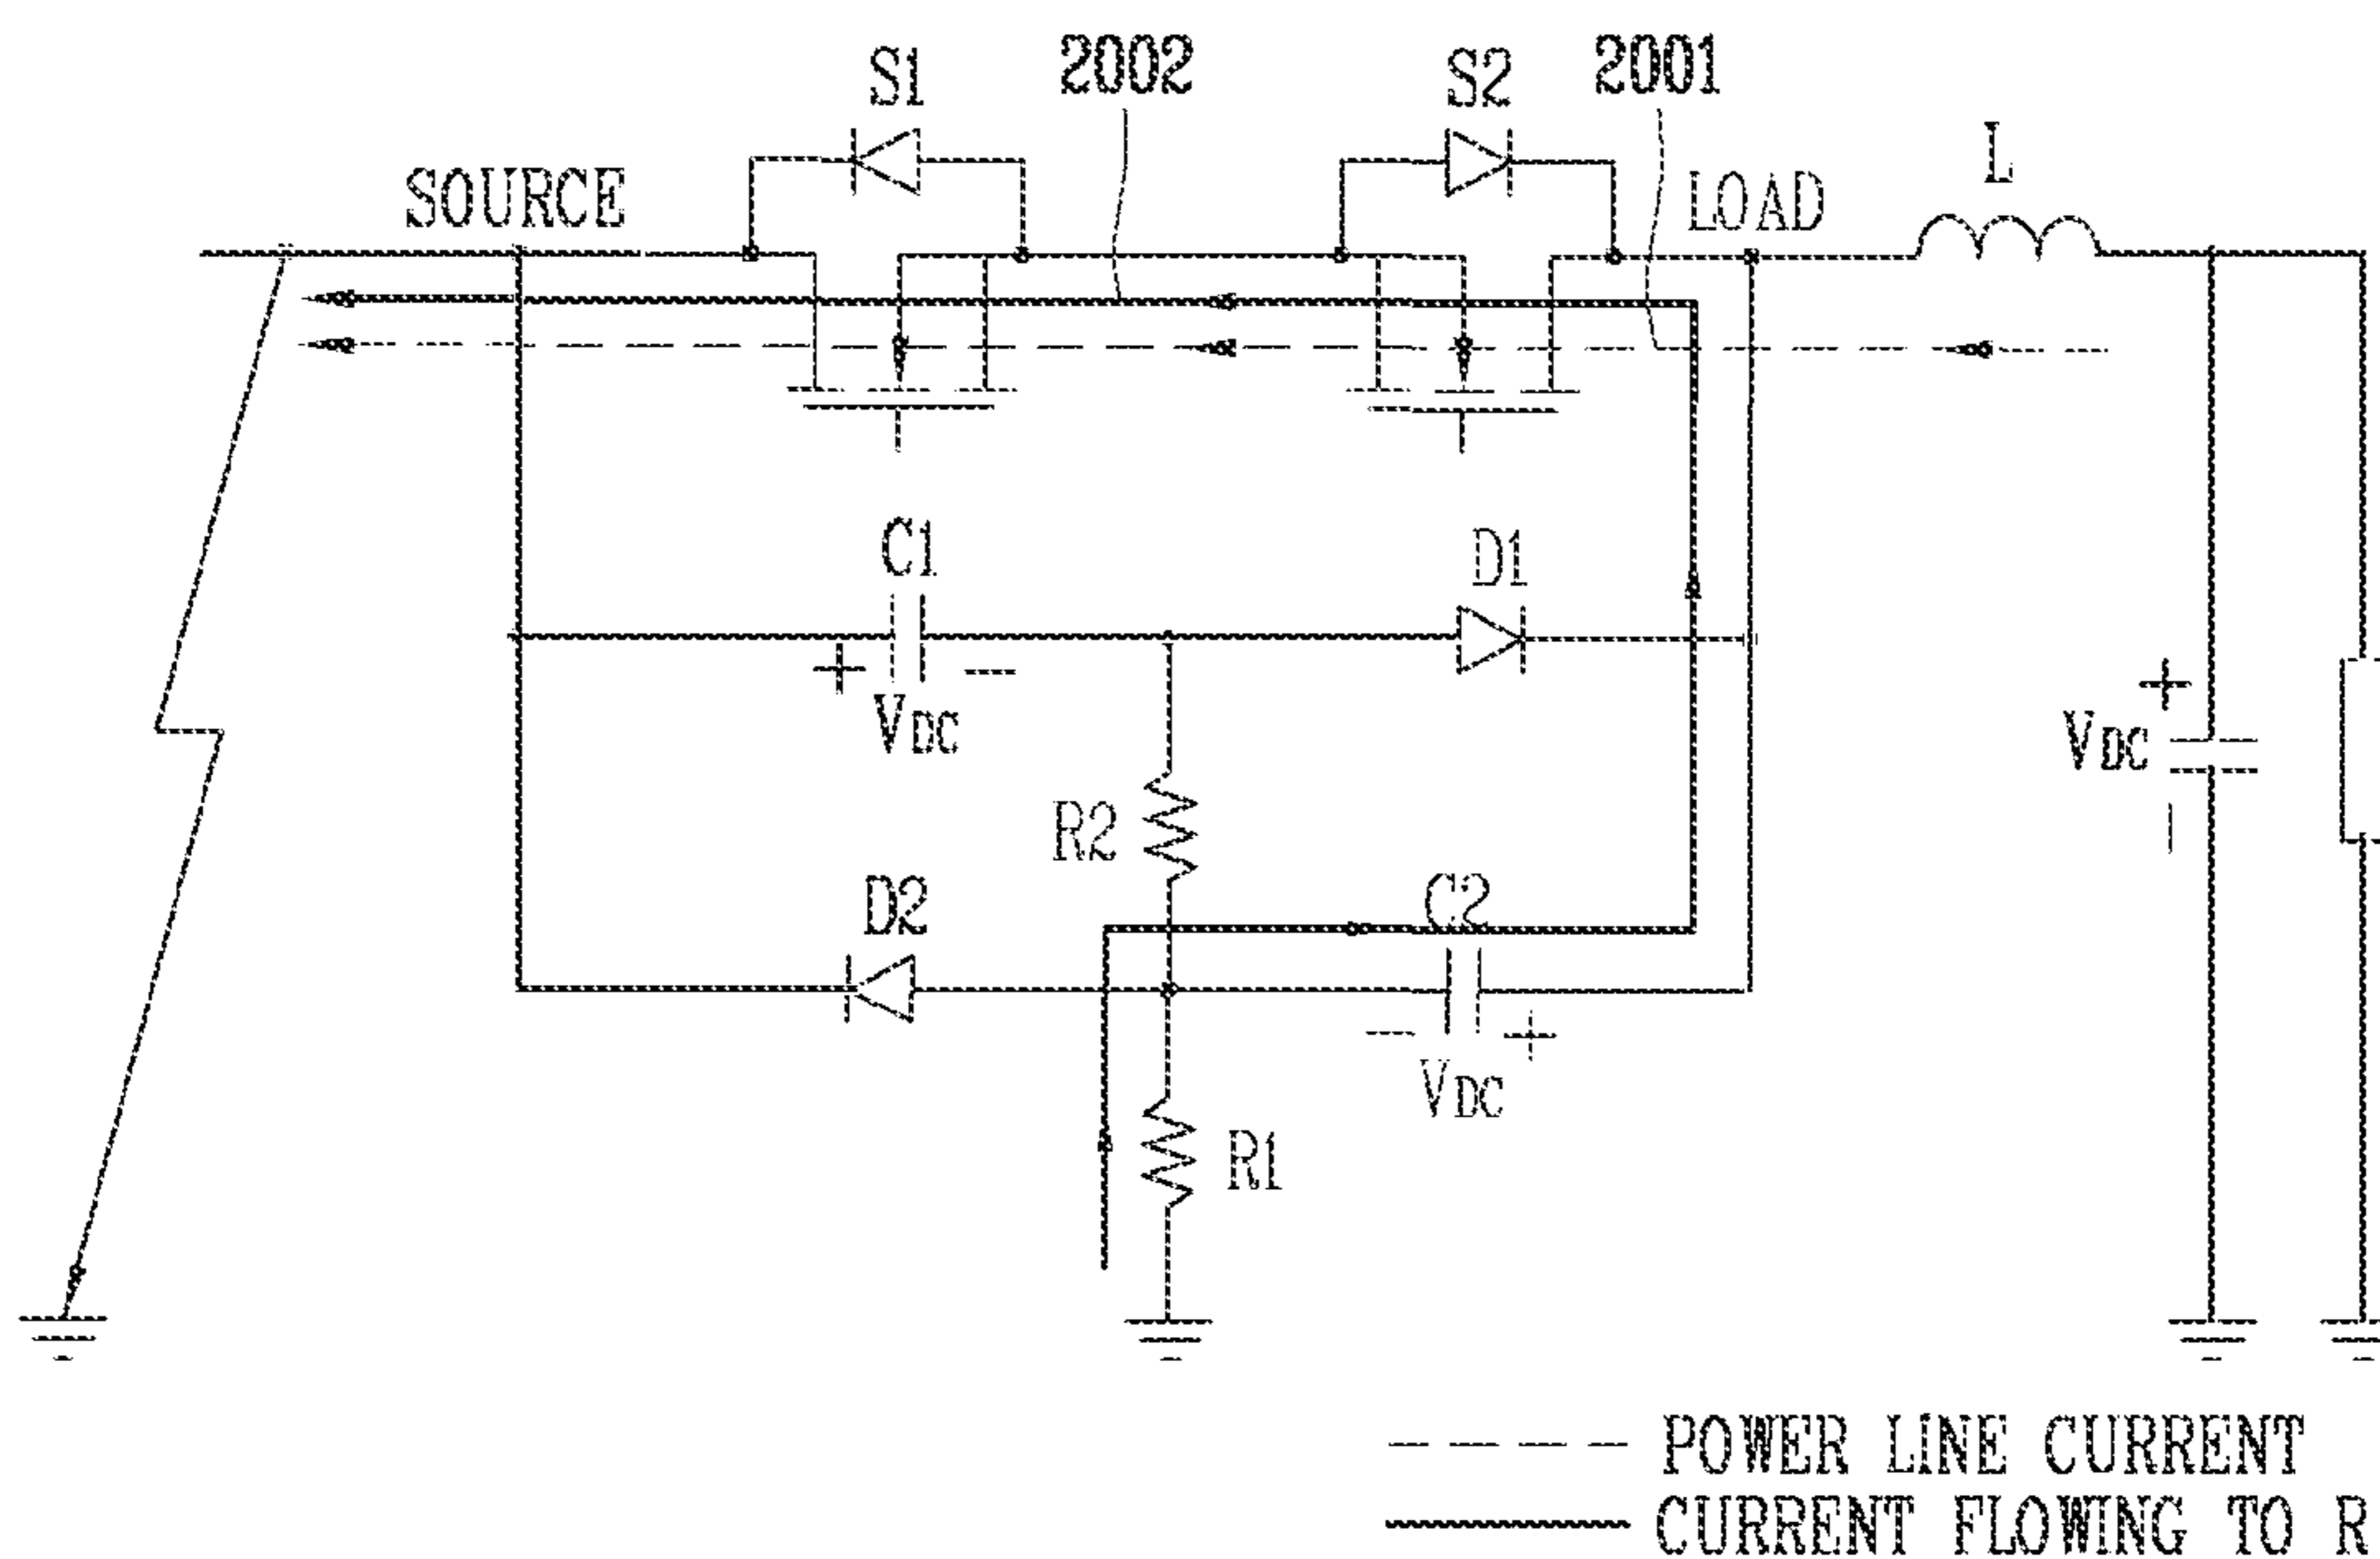 S1
2002
S2
2001
L
SOURCE
LOAD
C1
D1
+
−
VDC
+
VDC
−
R2
D2
C2
−
+
VDC
R1
POWER LINE CURRENT
CURRENT FLOWING TO R